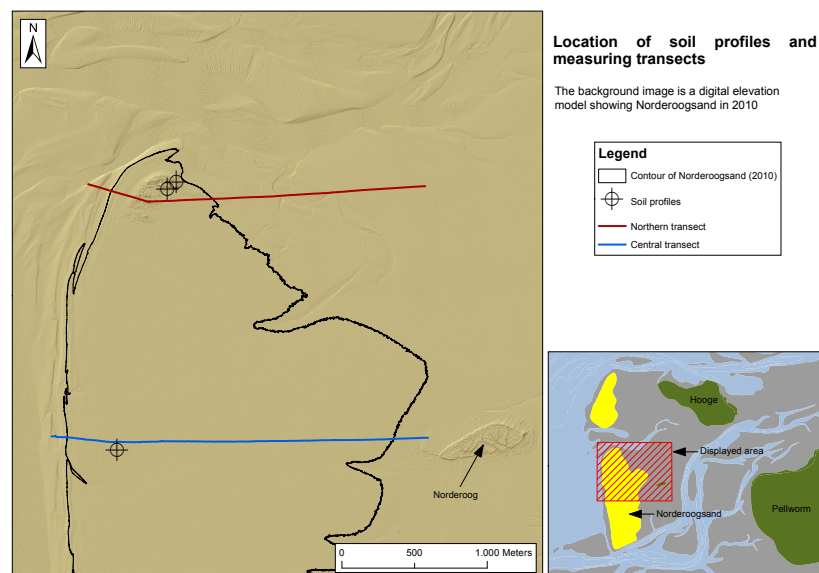 N
Norderoog
0 500 1.000 Meters
Location of soil profiles and
measuring transects
The background image is a digital elevation
model showing Norderoogsand in 2010
Legend
Contour of Norderoogsand (2010)
Soil profiles
Northern transect
Central transect
Hooge
Displayed area
Norderoogsand
Pellworm